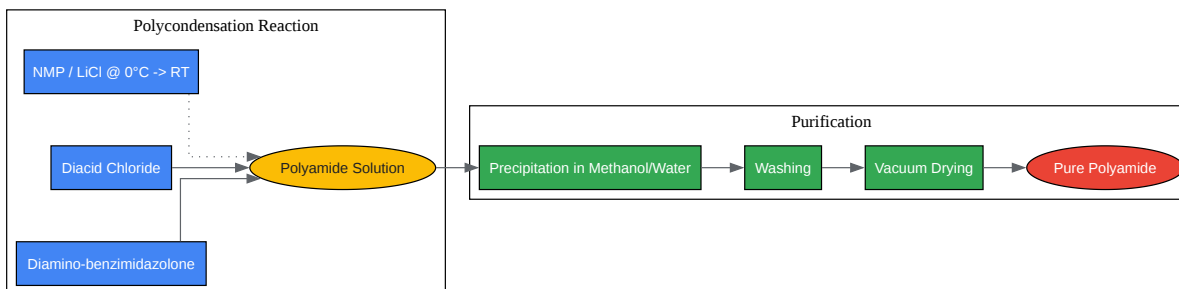 Polycondensation Reaction
NMP / LiCl @ 0°C -> RT
Diacid Chloride
Polyamide Solution
Diamino-benzimidazolone
Purification
Precipitation in Methanol/Water
Washing
Vacuum Drying
Pure Polyamide